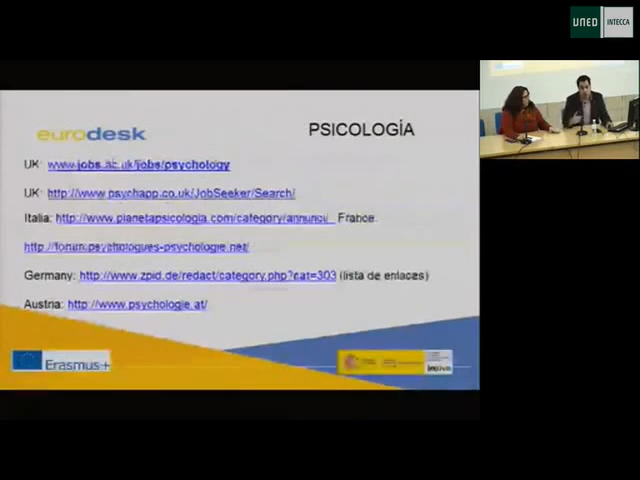 UNED
INTECCA
eurodesk
PSICOLOGÍA
UK: www.jobs.ac.uk/jobs/psychology
UK: http://www.psychapp.co.uk/JobSeeker/Search/
Italia: http://www.pianetapsicologia.com/category/annunci/ France:
http://forum.psychologues-psychologie.net/
Germany: http://www.zpid.de/redact/category.php?cat=303 (lista de enlaces)
Austria: http://www.psychologie.at/
Erasmus+
injuve